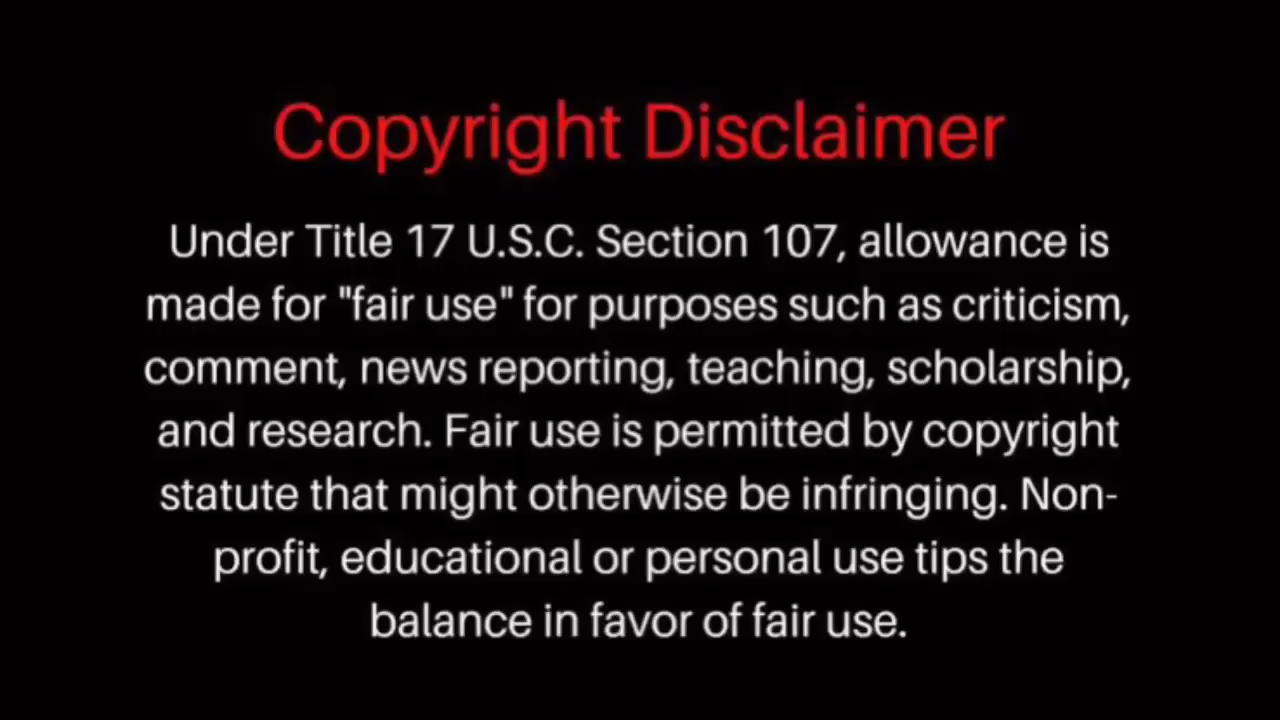 Copyright Disclaimer
Under Title 17 U.S.C. Section 107, allowance is
made for "fair use" for purposes such as criticism,
comment, news reporting, teaching, scholarship,
and research. Fair use is permitted by copyright
statute that might otherwise be infringing. Non-
profit, educational or personal use tips the
balance in favor of fair use.